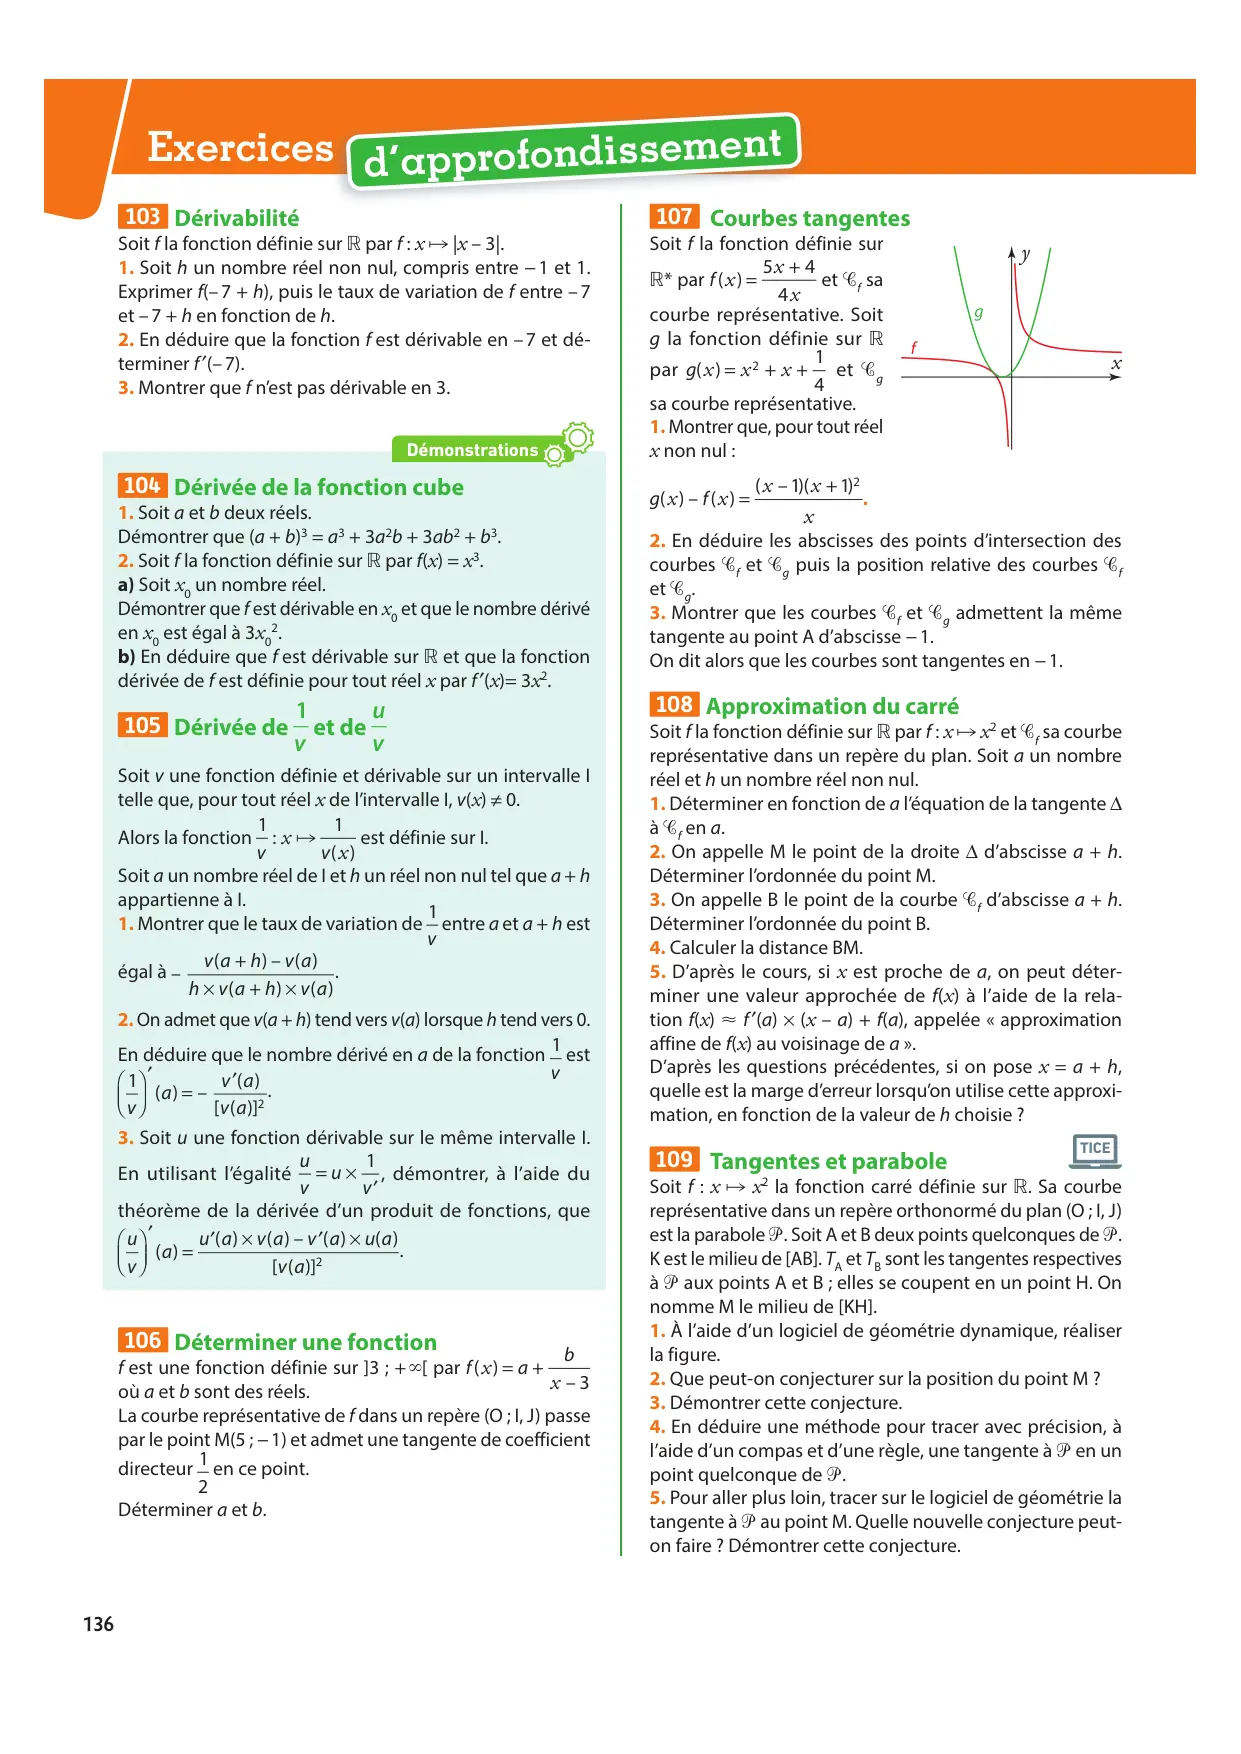 Exercices d’approfondissement
103 Dérivabilité
Soit f la fonction définie sur ℝ par f : x ↦ |x – 3|.
1. Soit h un nombre réel non nul, compris entre – 1 et 1.
Exprimer f(– 7 + h), puis le taux de variation de f entre – 7
et – 7 + h en fonction de h.
2. En déduire que la fonction f est dérivable en – 7 et dé-
terminer f ′(– 7).
3. Montrer que f n’est pas dérivable en 3.
Démonstrations
104 Dérivée de la fonction cube
1. Soit a et b deux réels.
Démontrer que (a + b)³ = a³ + 3a²b + 3ab² + b³.
2. Soit f la fonction définie sur ℝ par f(x) = x³.
a) Soit x₀ un nombre réel.
Démontrer que f est dérivable en x₀ et que le nombre dérivé
en x₀ est égal à 3x₀².
b) En déduire que f est dérivable sur ℝ et que la fonction
dérivée de f est définie pour tout réel x par f ′(x)= 3x².
105 Dérivée de 1/v et de u/v
Soit v une fonction définie et dérivable sur un intervalle I
telle que, pour tout réel x de l’intervalle I, v(x) ≠ 0.
Alors la fonction 1/v : x ↦ 1/v(x) est définie sur I.
Soit a un nombre réel de I et h un réel non nul tel que a + h
appartienne à I.
1. Montrer que le taux de variation de 1/v entre a et a + h est
égal à – (v(a + h) – v(a))/(h × v(a + h) × v(a)).
2. On admet que v(a + h) tend vers v(a) lorsque h tend vers 0.
En déduire que le nombre dérivé en a de la fonction 1/v est
(1/v)′(a) = – v′(a)/[v(a)]².
3. Soit u une fonction dérivable sur le même intervalle I.
En utilisant l’égalité u/v = u × 1/v′, démontrer, à l’aide du
théorème de la dérivée d’un produit de fonctions, que
(u/v)′(a) = (u′(a) × v(a) – v′(a) × u(a))/[v(a)]².
106 Déterminer une fonction
f est une fonction définie sur ]3 ; + ∞[ par f(x) = a + b/(x – 3)
où a et b sont des réels.
La courbe représentative de f dans un repère (O ; I, J) passe
par le point M(5 ; – 1) et admet une tangente de coefficient
directeur 1/2 en ce point.
Déterminer a et b.
107 Courbes tangentes
Soit f la fonction définie sur
ℝ* par f(x) = (5x + 4)/4x et 𝒞f sa
courbe représentative. Soit
g la fonction définie sur ℝ
par g(x) = x² + x + 1/4 et 𝒞g
sa courbe représentative.
y
g
f
x
1. Montrer que, pour tout réel
x non nul :
g(x) – f(x) = (x – 1)(x + 1)²/x.
2. En déduire les abscisses des points d’intersection des
courbes 𝒞f et 𝒞g puis la position relative des courbes 𝒞f
et 𝒞g.
3. Montrer que les courbes 𝒞f et 𝒞g admettent la même
tangente au point A d’abscisse – 1.
On dit alors que les courbes sont tangentes en – 1.
108 Approximation du carré
Soit f la fonction définie sur ℝ par f : x ↦ x² et 𝒞f sa courbe
représentative dans un repère du plan. Soit a un nombre
réel et h un nombre réel non nul.
1. Déterminer en fonction de a l’équation de la tangente Δ
à 𝒞f en a.
2. On appelle M le point de la droite Δ d’abscisse a + h.
Déterminer l’ordonnée du point M.
3. On appelle B le point de la courbe 𝒞f d’abscisse a + h.
Déterminer l’ordonnée du point B.
4. Calculer la distance BM.
5. D’après le cours, si x est proche de a, on peut déter-
miner une valeur approchée de f(x) à l’aide de la rela-
tion f(x) ≈ f ′(a) × (x – a) + f(a), appelée « approximation
affine de f(x) au voisinage de a ».
D’après les questions précédentes, si on pose x = a + h,
quelle est la marge d’erreur lorsqu’on utilise cette approxi-
mation, en fonction de la valeur de h choisie ?
109 Tangentes et parabole TICE
Soit f : x ↦ x² la fonction carré définie sur ℝ. Sa courbe
représentative dans un repère orthonormé du plan (O ; I, J)
est la parabole 𝒫. Soit A et B deux points quelconques de 𝒫.
K est le milieu de [AB]. T_A et T_B sont les tangentes respectives
à 𝒫 aux points A et B ; elles se coupent en un point H. On
nomme M le milieu de [KH].
1. À l’aide d’un logiciel de géométrie dynamique, réaliser
la figure.
2. Que peut-on conjecturer sur la position du point M ?
3. Démontrer cette conjecture.
4. En déduire une méthode pour tracer avec précision, à
l’aide d’un compas et d’une règle, une tangente à 𝒫 en un
point quelconque de 𝒫.
5. Pour aller plus loin, tracer sur le logiciel de géométrie la
tangente à 𝒫 au point M. Quelle nouvelle conjecture peut-
on faire ? Démontrer cette conjecture.
136